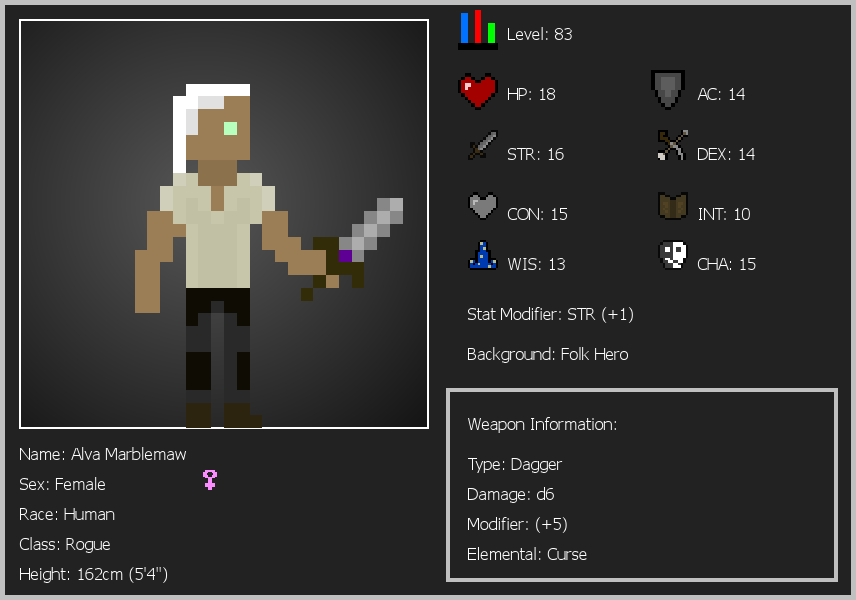 Level: 83
HP: 18
AC: 14
STR: 16
DEX: 14
CON: 15
INT: 10
WIS: 13
CHA: 15
Stat Modifier: STR (+1)
Background: Folk Hero
Weapon Information:
Type: Dagger
Damage: d6
Modifier: (+5)
Elemental: Curse
Name: Alva Marblemaw
Sex: Female
Race: Human
Class: Rogue
Height: 162cm (5'4")